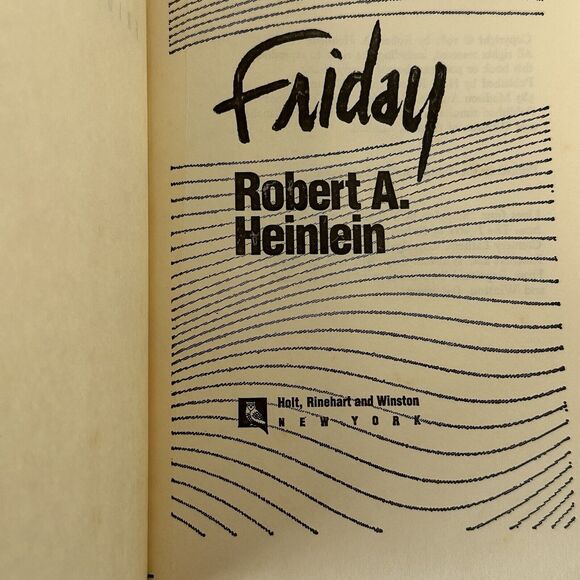 Friday
Robert A.
Heinlein
Holt, Rinehart and Winston
NEW YORK